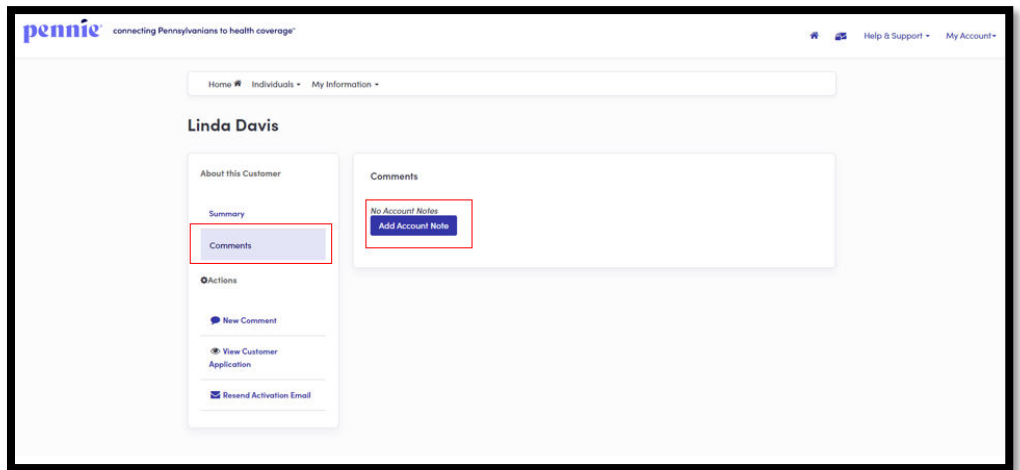 pennie connecting Pennsylvanians to health coverage™
Help & Support
My Account
Home Individuals My Information
Linda Davis
About this Customer
Summary
Comments
Actions
New Comment
View Customer
Application
Resend Activation Email
Comments
No Account Notes
Add Account Note